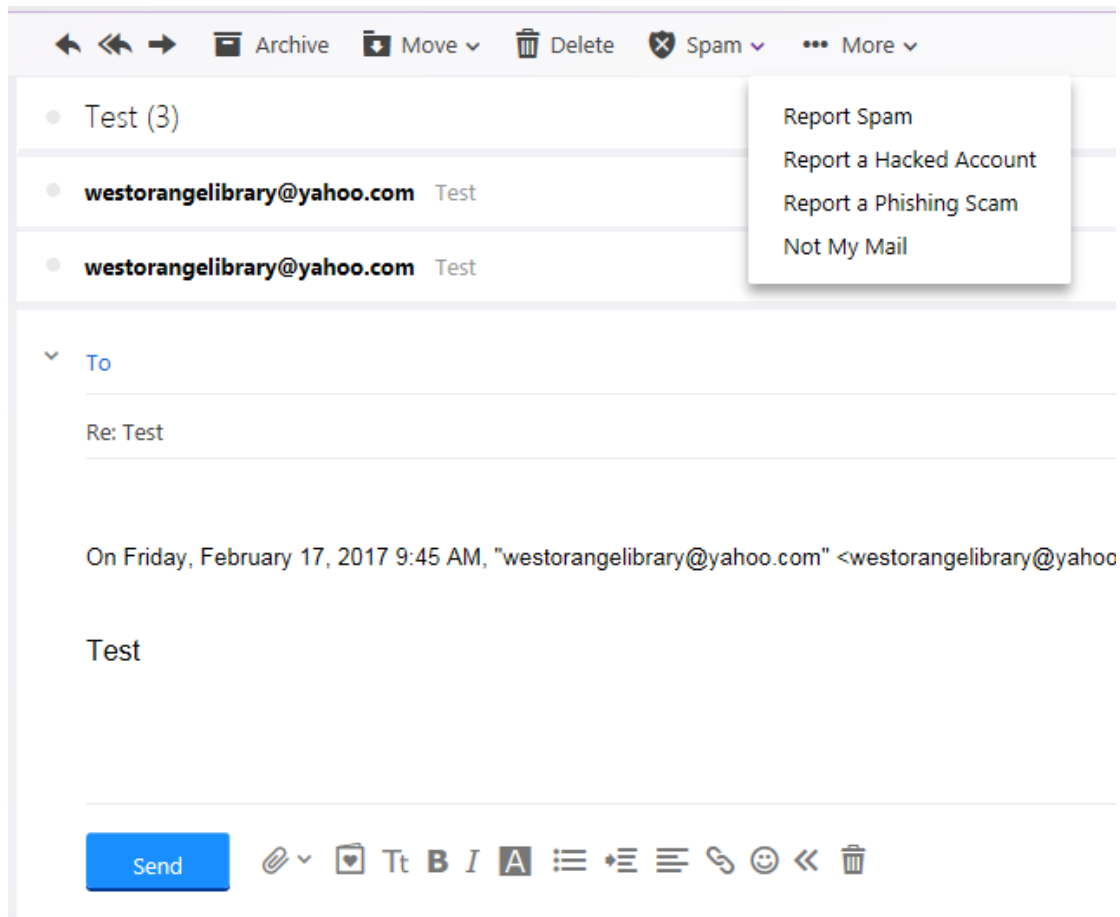 Archive Move Delete Spam More
Test (3)
Report Spam
Report a Hacked Account
westorangelibrary@yahoo.com Test
Report a Phishing Scam
Not My Mail
westorangelibrary@yahoo.com Test
To
Re: Test
On Friday, February 17, 2017 9:45 AM, "westorangelibrary@yahoo.com" <westorangelibrary@yahoo
Test
Send Tt B I A